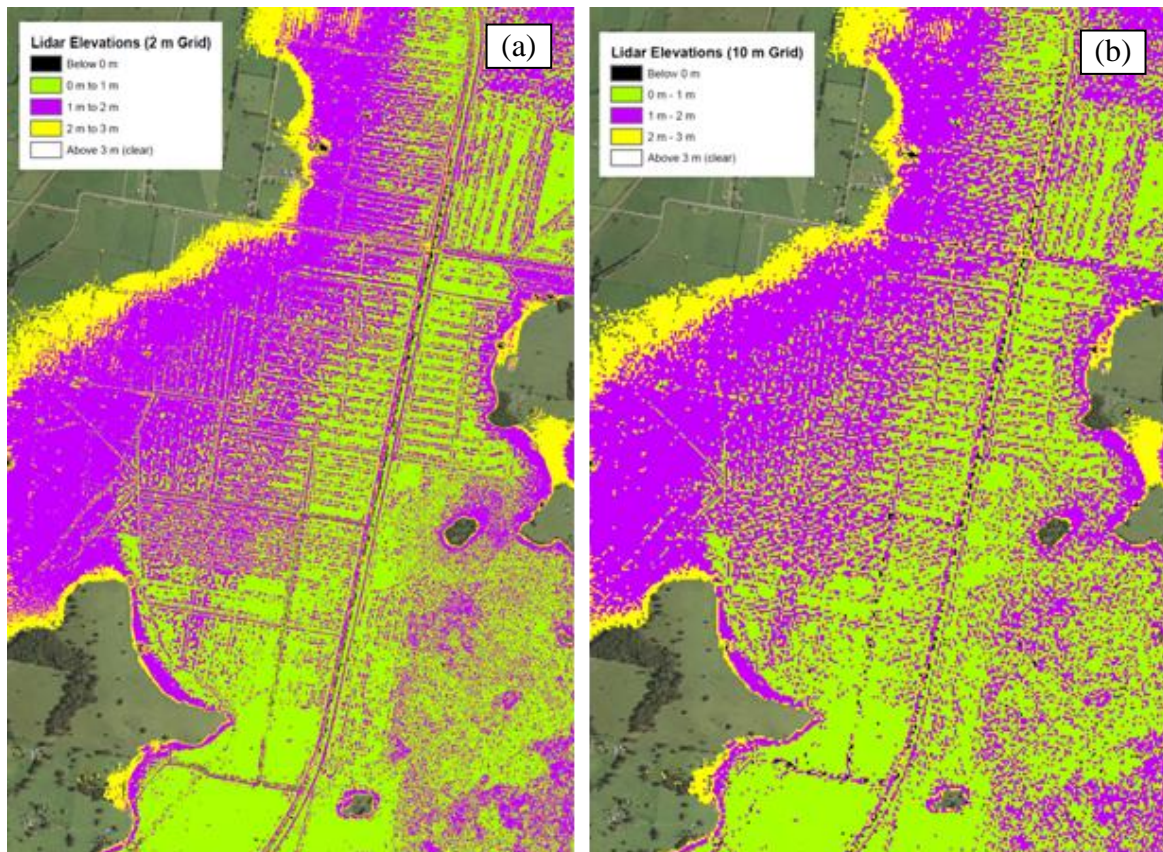 Lidar Elevations (2 m Grid)
Below 0 m
0 m to 1 m
1 m to 2 m
2 m to 3 m
Above 3 m (clear)
(a)
Lidar Elevations (10 m Grid)
Below 0 m
0 m - 1 m
1 m - 2 m
2 m - 3 m
Above 3 m (clear)
(b)